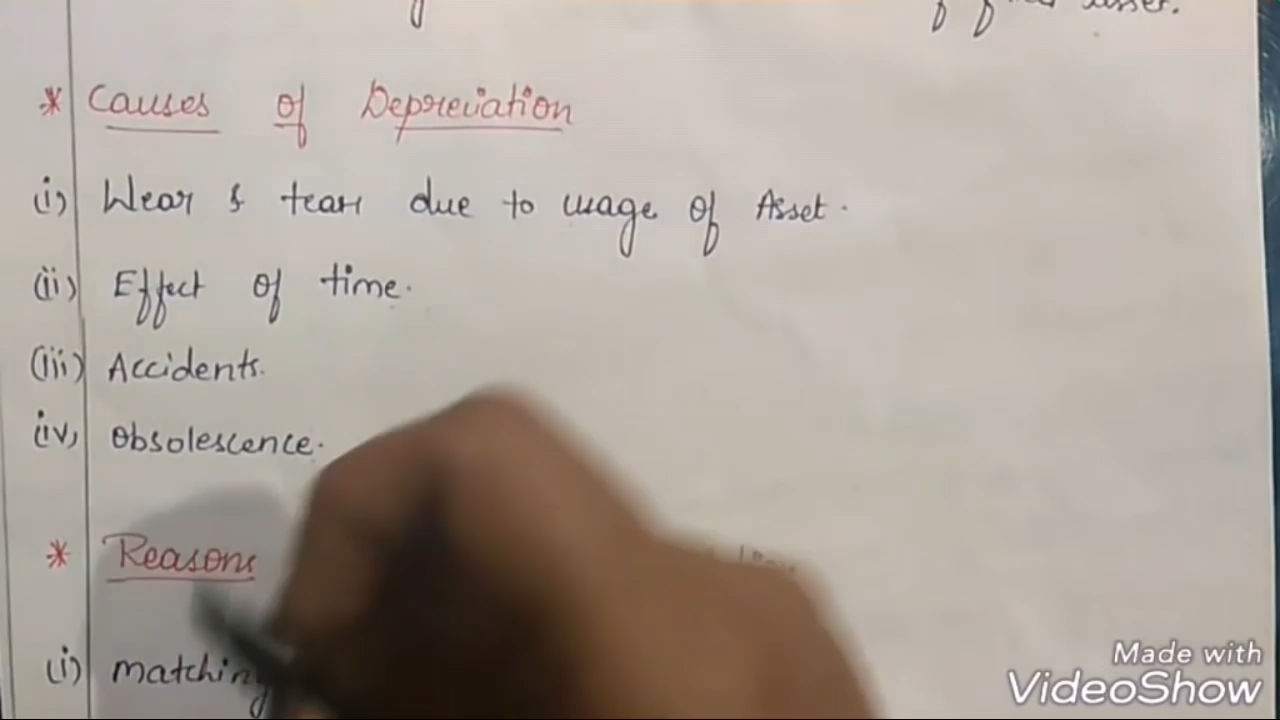 asset.
* Causes of Depreciation
(i) Wear & tear due to usage of Asset.
(ii) Effect of time.
(iii) Accidents.
(iv) Obsolescence.
* Reasons
(i) Matching
Made with
VideoShow